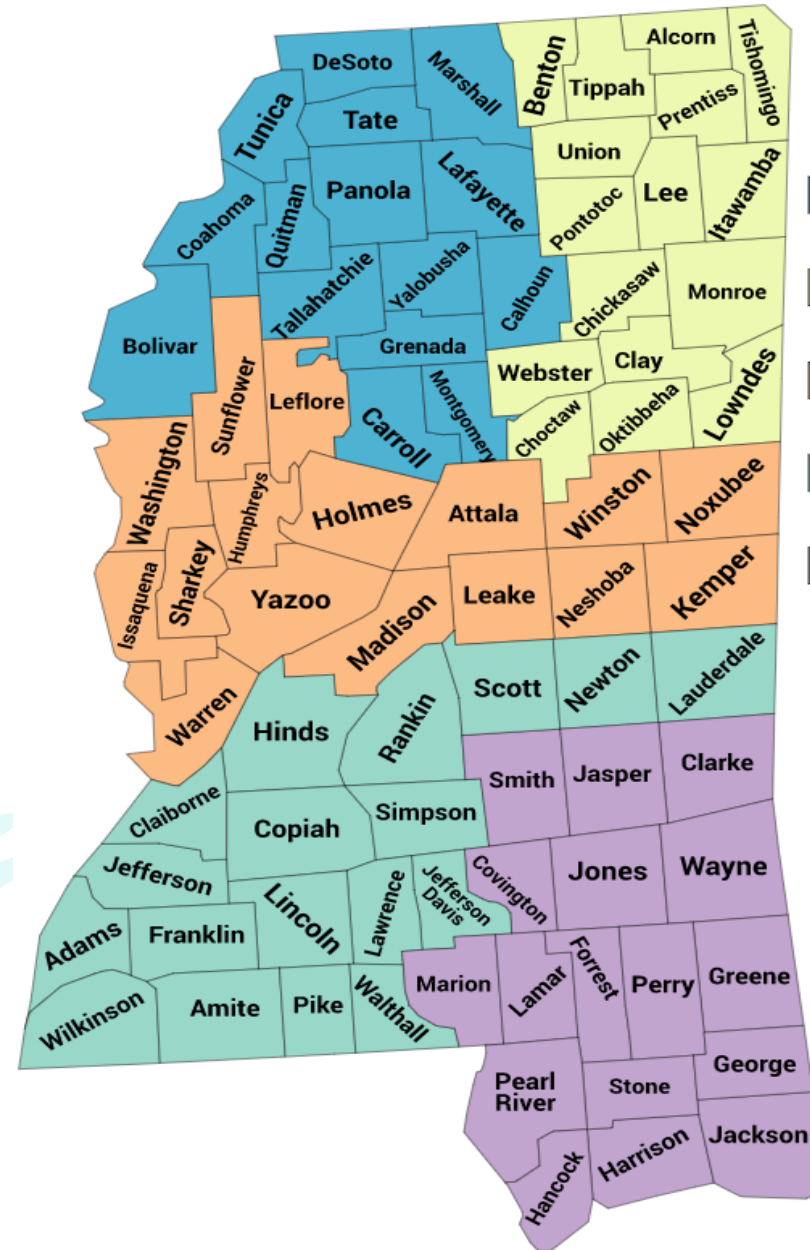 DeSoto
Marshall
Benton
Tippah
Alcorn
Tishomingo
Tunica
Tate
Prentiss
Union
Panola
Lafayette
Pontotoc
Lee
Itawamba
Coahoma
Quitman
Tallahatchie
Yalobusha
Calhoun
Chickasaw
Monroe
Bolivar
Sunflower
Grenada
Webster
Clay
Leflore
Carroll
Montgomery
Choctaw
Oktibbeha
Lowndes
Washington
Humphreys
Holmes
Attala
Winston
Noxubee
Issaquena
Sharkey
Yazoo
Madison
Leake
Neshoba
Kemper
Warren
Hinds
Rankin
Scott
Newton
Lauderdale
Claiborne
Copiah
Simpson
Smith
Jasper
Clarke
Jefferson
Lincoln
Lawrence
Jefferson
Davis
Covington
Jones
Wayne
Adams
Franklin
Wilkinson
Amite
Pike
Walthall
Marion
Lamar
Forrest
Perry
Greene
Pearl
River
Stone
George
Hancock
Harrison
Jackson